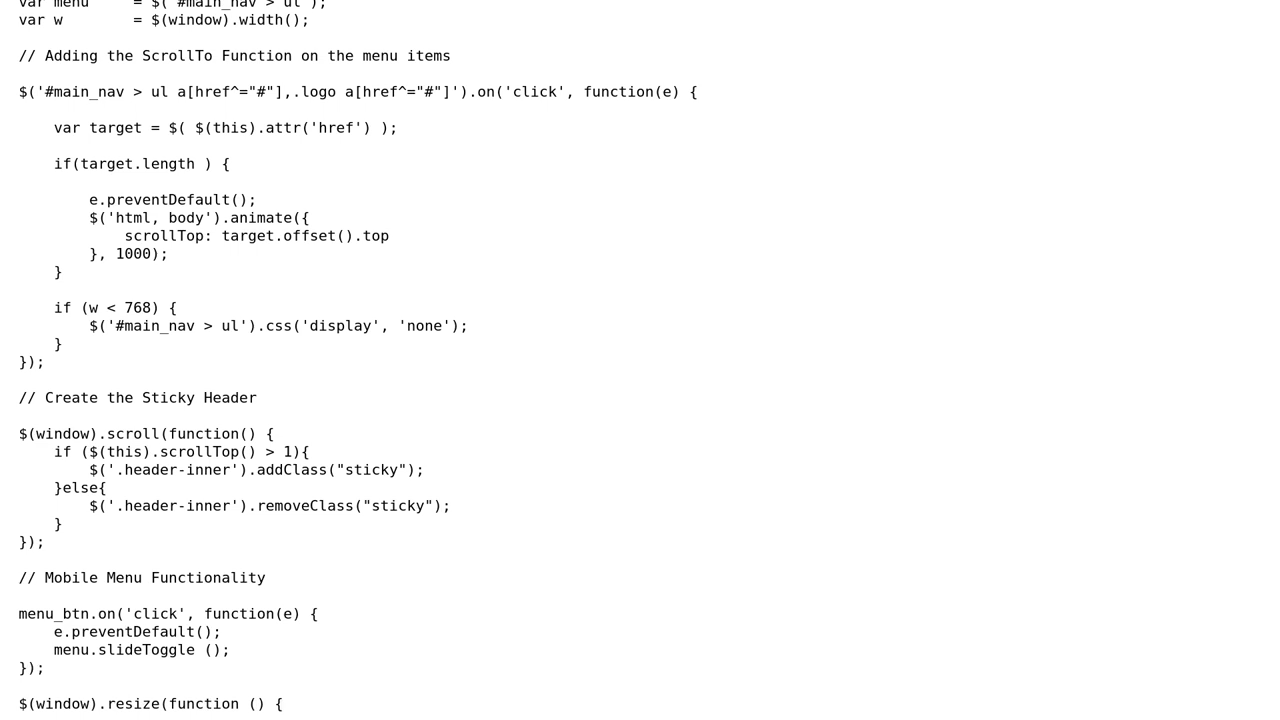 var menu     = $('#main_nav > ul');
var w        = $(window).width();

// Adding the ScrollTo Function on the menu items

$('#main_nav > ul a[href^="#"],.logo a[href^="#"]').on('click', function(e) {

    var target = $( $(this).attr('href') );

    if(target.length ) {

        e.preventDefault();
        $('html, body').animate({
            scrollTop: target.offset().top
        }, 1000);
    }

    if (w < 768) {
        $('#main_nav > ul').css('display', 'none');
    }
});

// Create the Sticky Header

$(window).scroll(function() {
    if ($(this).scrollTop() > 1){
        $('.header-inner').addClass("sticky");
    }else{
        $('.header-inner').removeClass("sticky");
    }
});

// Mobile Menu Functionality

menu_btn.on('click', function(e) {
    e.preventDefault();
    menu.slideToggle ();
});

$(window).resize(function () {